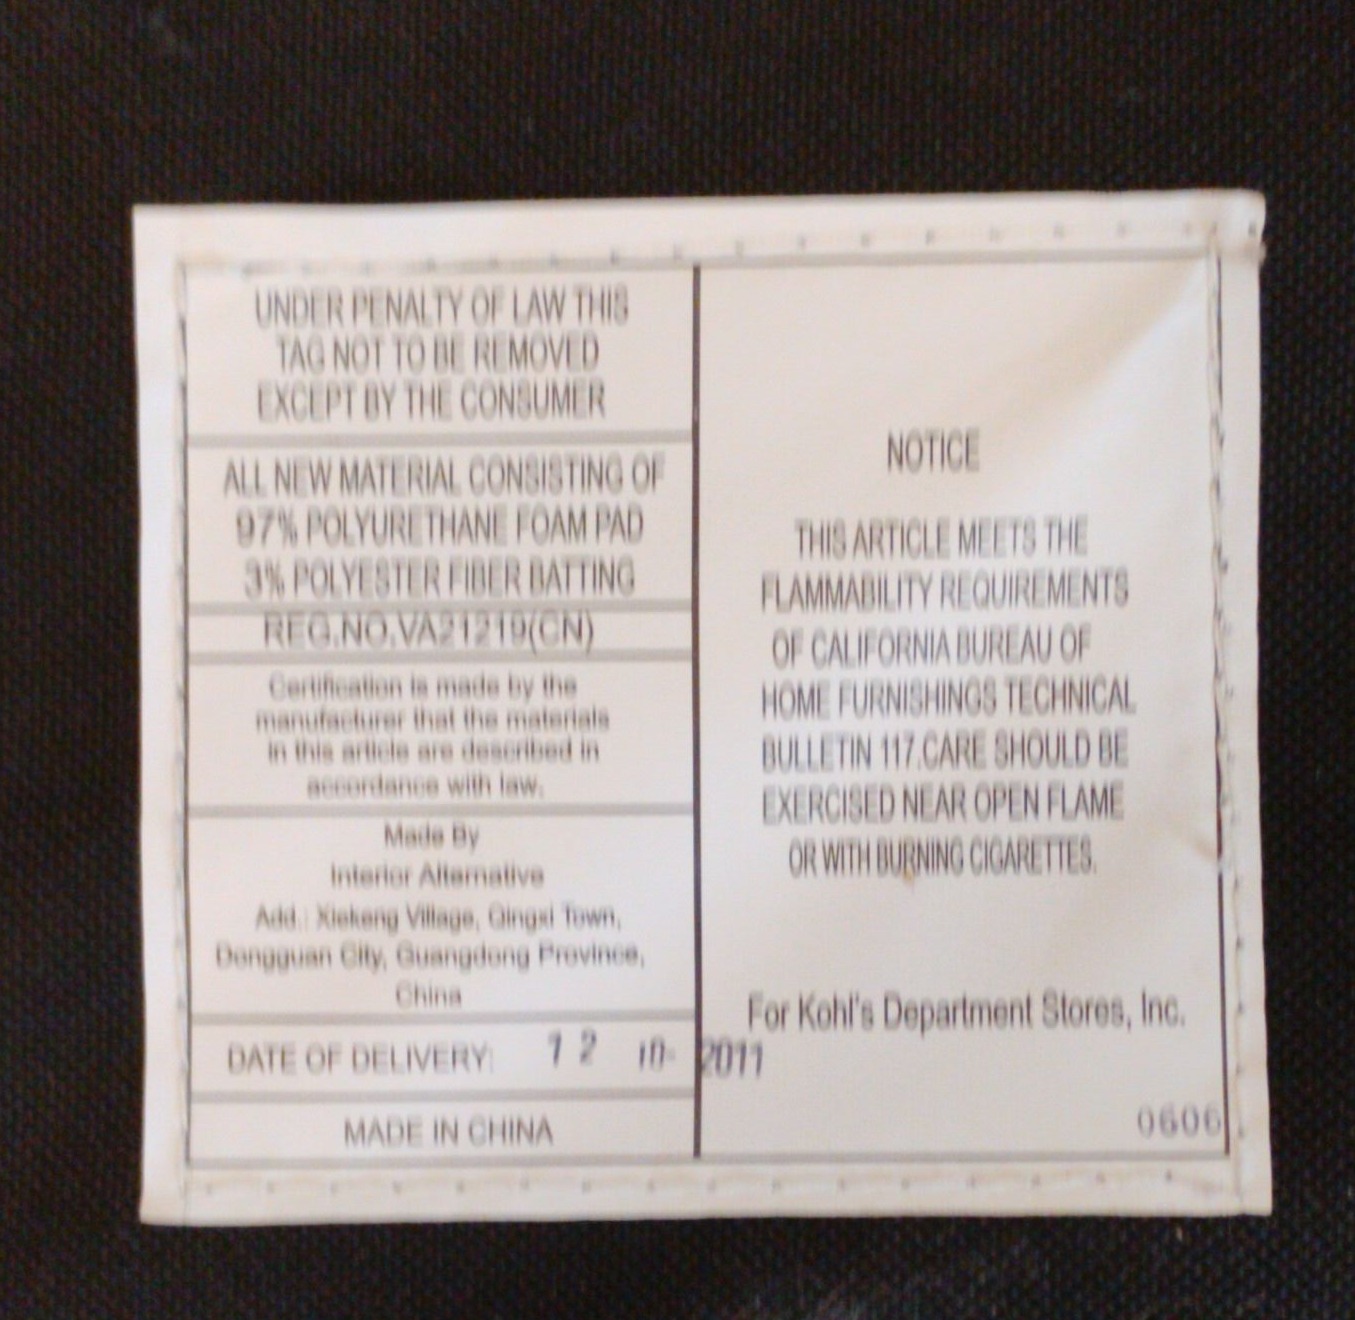 UNDER PENALTY OF LAW THIS
TAG NOT TO BE REMOVED
EXCEPT BY THE CONSUMER
ALL NEW MATERIAL CONSISTING OF
97% POLYURETHANE FOAM PAD
3% POLYESTER FIBER BATTING
REG.NO.VA21219(CN)
Certification is made by the
manufacturer that the materials
in this article are described in
accordance with law.
Made By
Interior Alternative
Add.: Xiekeng Village, Qingxi Town,
Dongguan City, Guangdong Province,
China
DATE OF DELIVERY: 12 10- 2011
MADE IN CHINA
NOTICE
THIS ARTICLE MEETS THE
FLAMMABILITY REQUIREMENTS
OF CALIFORNIA BUREAU OF
HOME FURNISHINGS TECHNICAL
BULLETIN 117.CARE SHOULD BE
EXERCISED NEAR OPEN FLAME
OR WITH BURNING CIGARETTES.
For Kohl's Department Stores, Inc.
0606